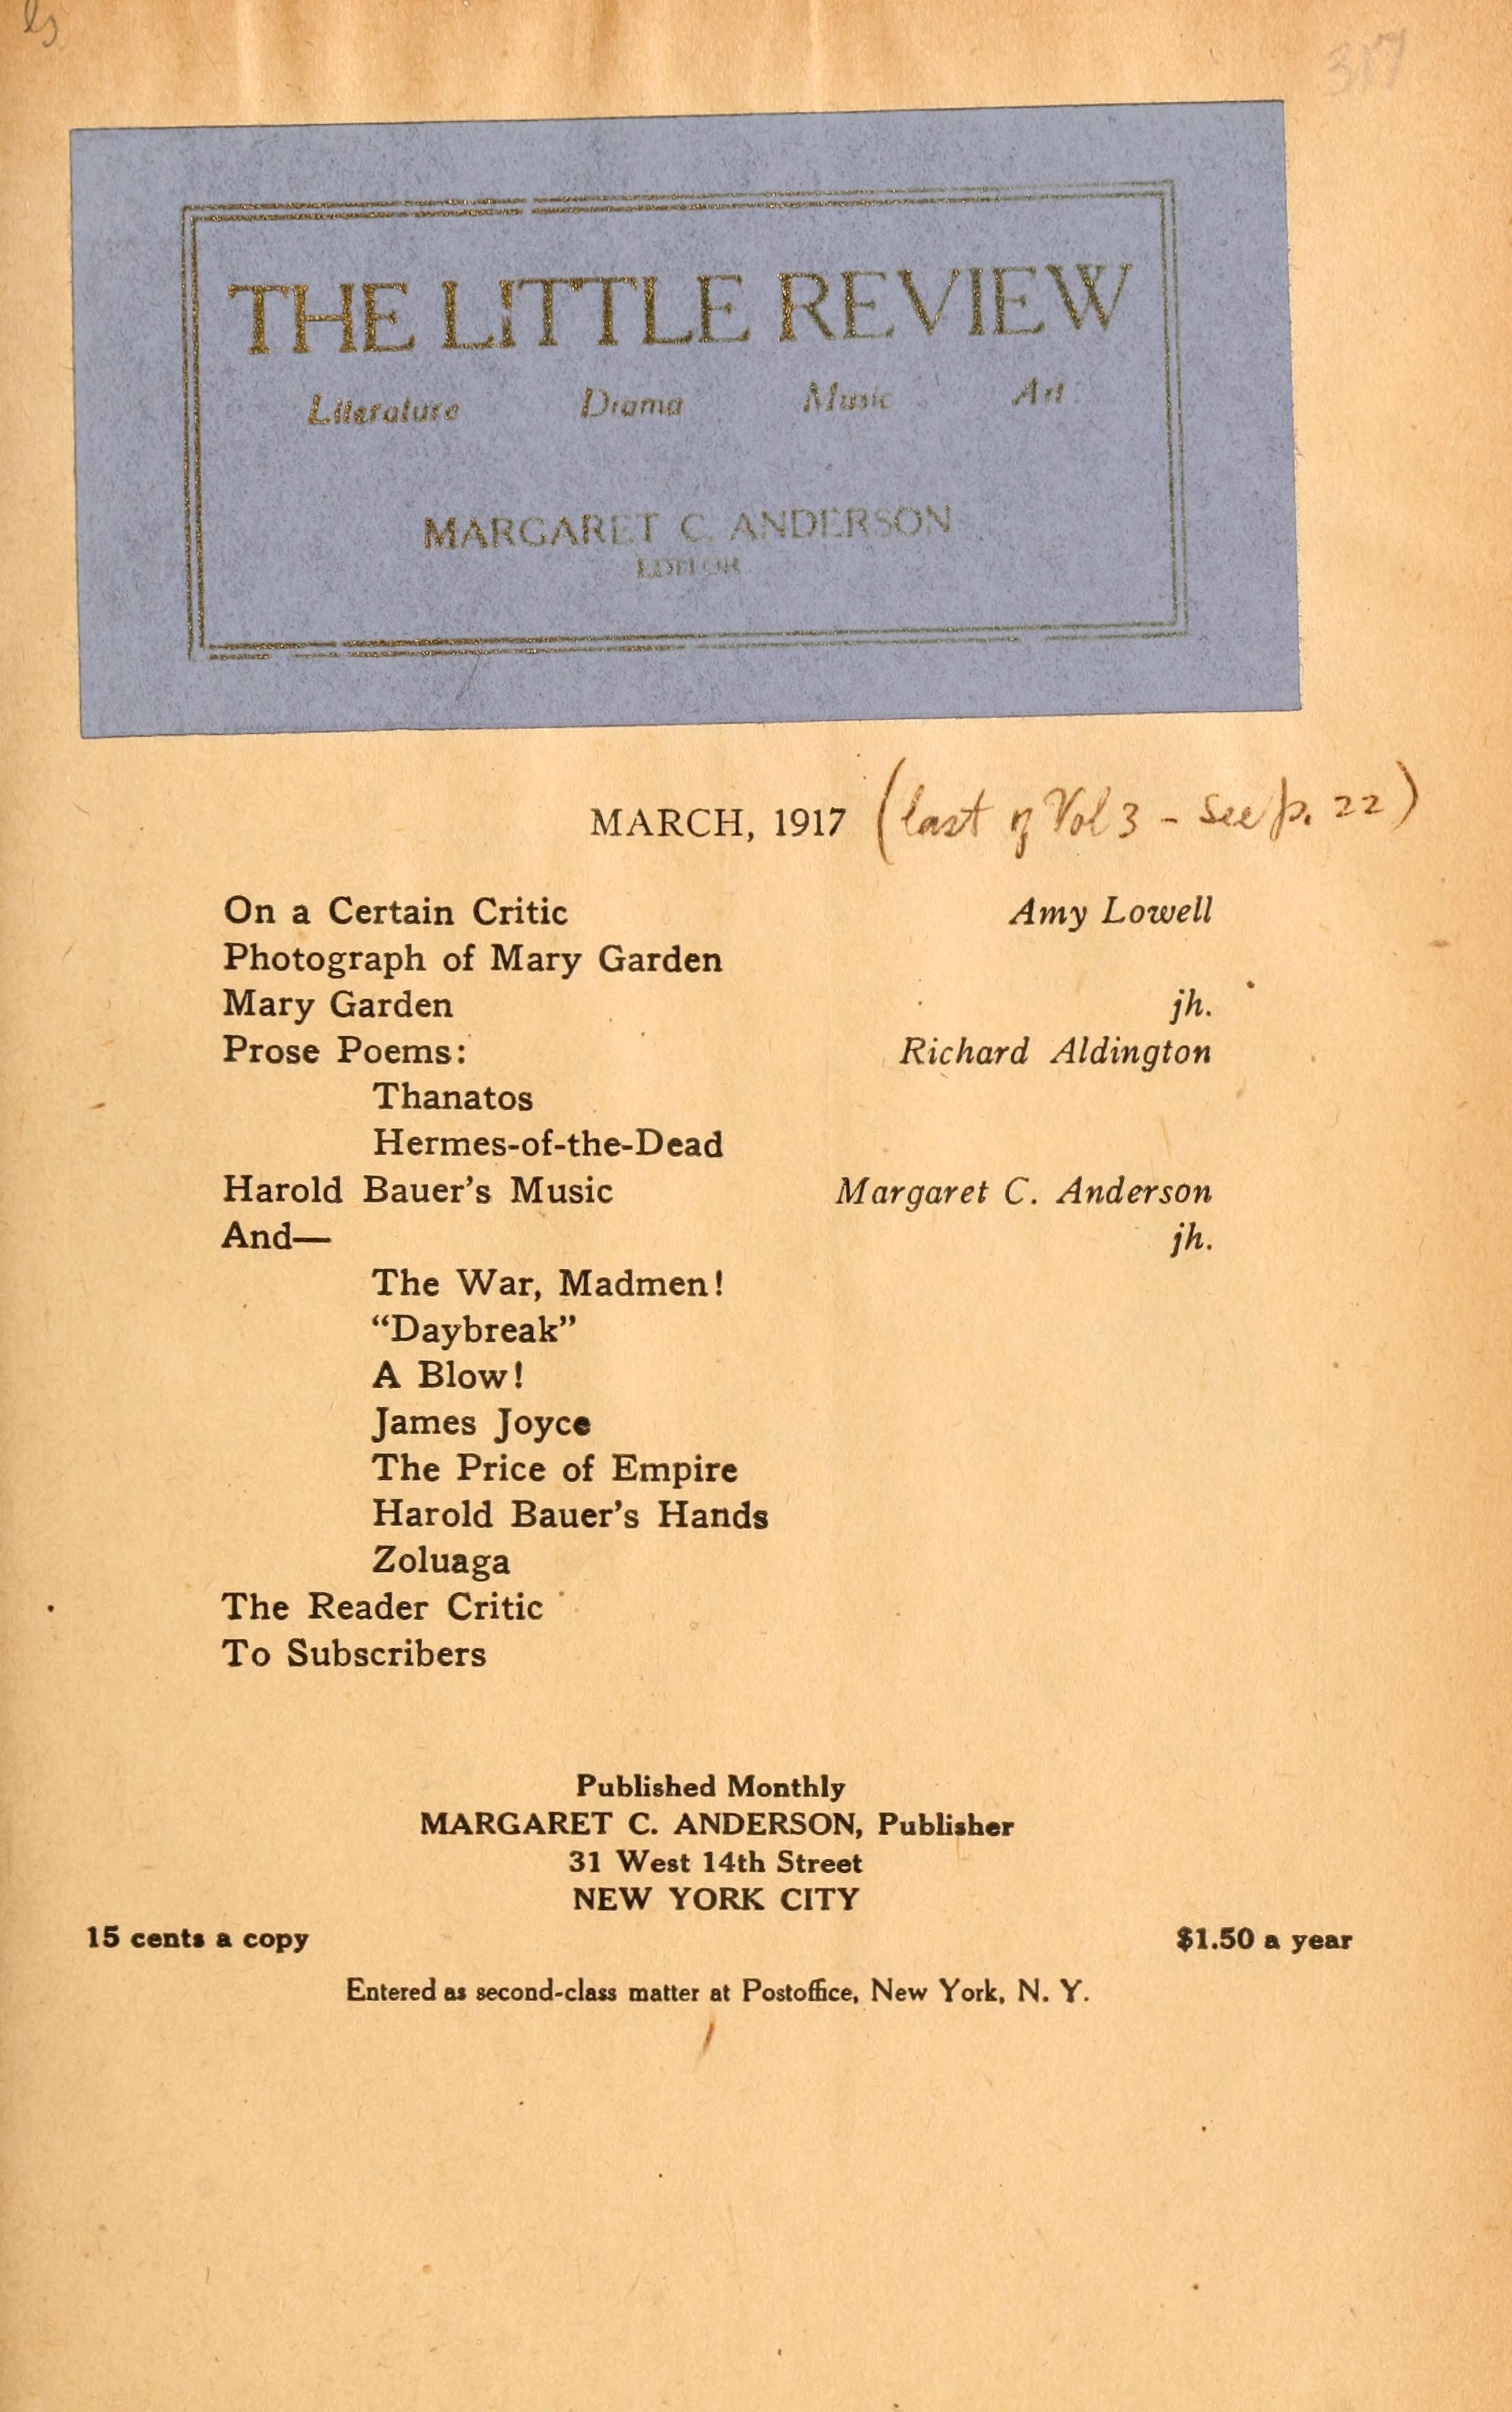 317
THE LITTLE REVIEW
Literature Drama Music Art
MARGARET C. ANDERSON
EDITOR
MARCH, 1917 (last of Vol 3 - See p. 22)
On a Certain Critic Amy Lowell
Photograph of Mary Garden
Mary Garden jh.
Prose Poems: Richard Aldington
Thanatos
Hermes-of-the-Dead
Harold Bauer's Music Margaret C. Anderson
And— jh.
The War, Madmen!
“Daybreak”
A Blow!
James Joyce
The Price of Empire
Harold Bauer's Hands
Zoluaga
The Reader Critic
To Subscribers
Published Monthly
MARGARET C. ANDERSON, Publisher
31 West 14th Street
NEW YORK CITY
15 cents a copy $1.50 a year
Entered as second-class matter at Postoffice, New York, N. Y.